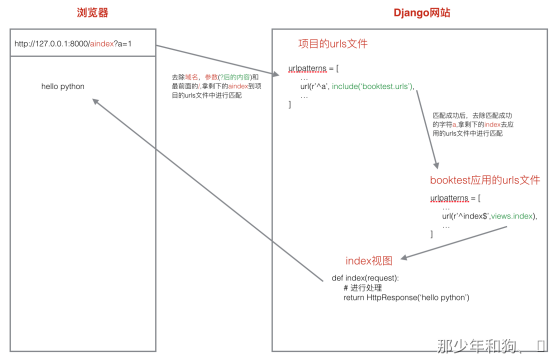 浏览器
Django网站
http://127.0.0.1:8000/aindex?a=1
hello python
去除域名，参数(?后的内容)和
最前面的/,拿剩下的aindex到项
目的urls文件中进行匹配
项目的urls文件
urlpatterns = [
...
url(r'^a', include('booktest.urls'),
...
]
匹配成功后，去除匹配成功
的字符a,拿剩下的index去应
用的urls文件中进行匹配
booktest应用的urls文件
urlpatterns = [
...
url(r'^index$',views.index),
...
]
index视图
def index(request):
# 进行处理
return HttpResponse('hello python')
那少年和狗、